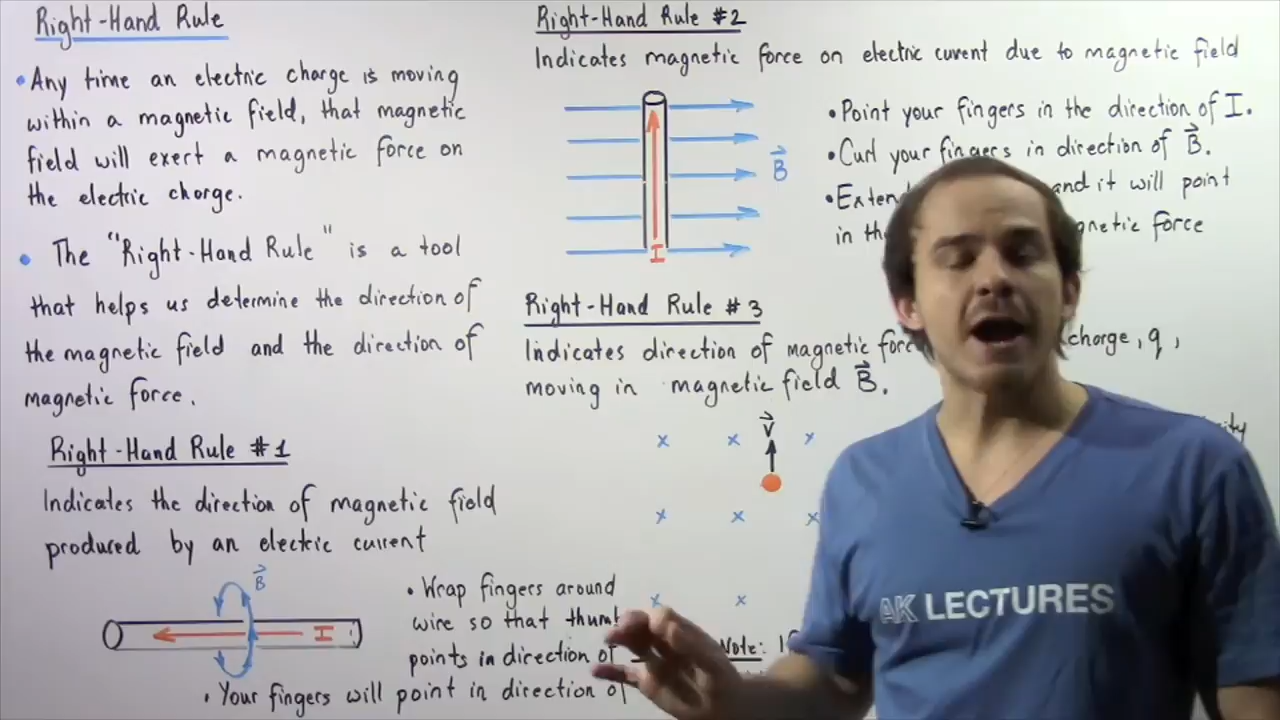 Right-Hand Rule
• Any time an electric charge is moving
within a magnetic field, that magnetic
field will exert a magnetic force on
the electric charge.
• The "Right-Hand Rule" is a tool
that helps us determine the direction of
the magnetic field and the direction of
magnetic force.
Right-Hand Rule #1
Indicates the direction of magnetic field
produced by an electric current
B
I
• Wrap fingers around
wire so that thumb
points in direction of
• Your fingers will point in direction of
Right-Hand Rule #2
Indicates magnetic force on electric current due to magnetic field
I
B
• Point your fingers in the direction of I.
• Curl your fingers in direction of B.
• Extend and it will point
in the magnetic force
Right-Hand Rule #3
Indicates direction of magnetic force charge, q,
moving in magnetic field B.
V
x x x
x x x
x x
Note:
AK LECTURES